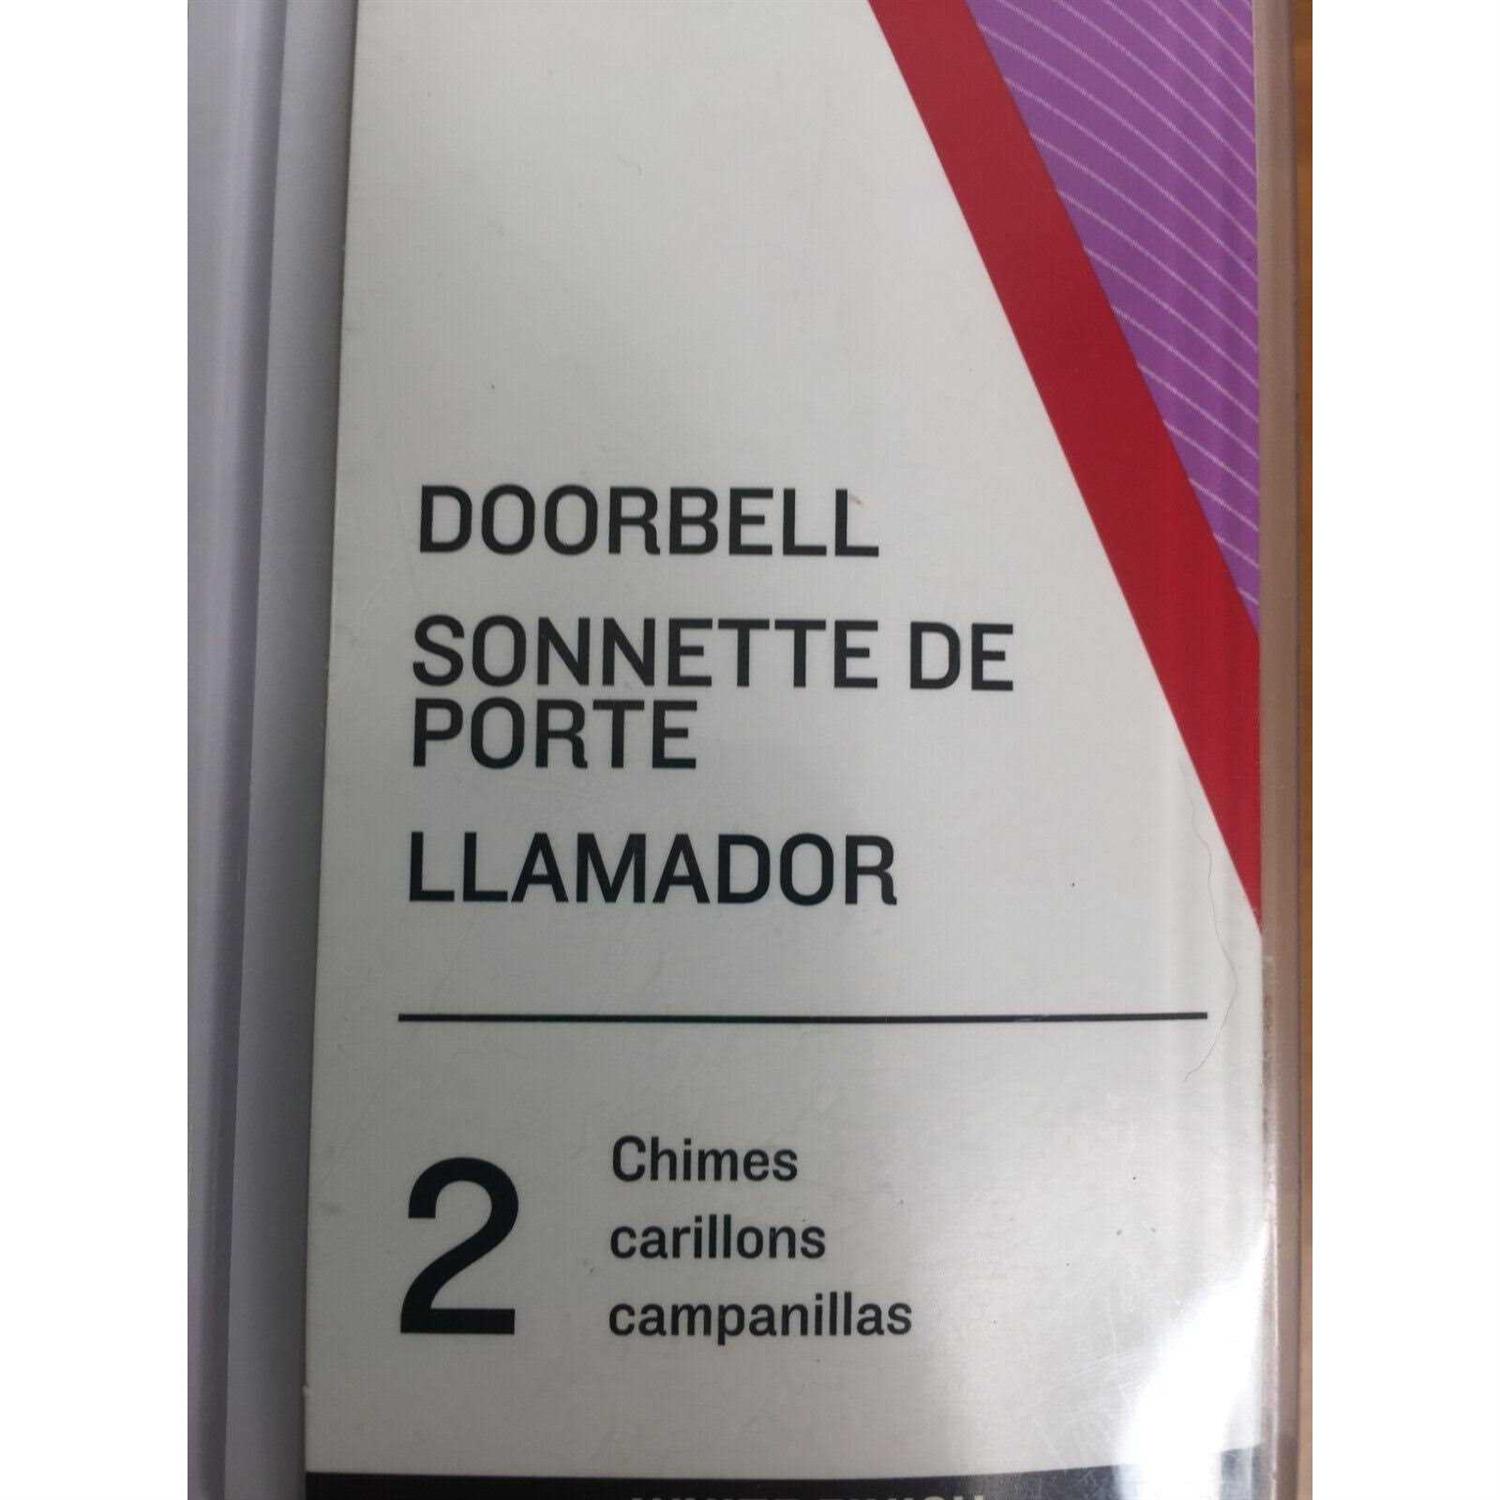 DOORBELL
SONNETTE DE
PORTE
LLAMADOR
2
Chimes
carillons
campanillas